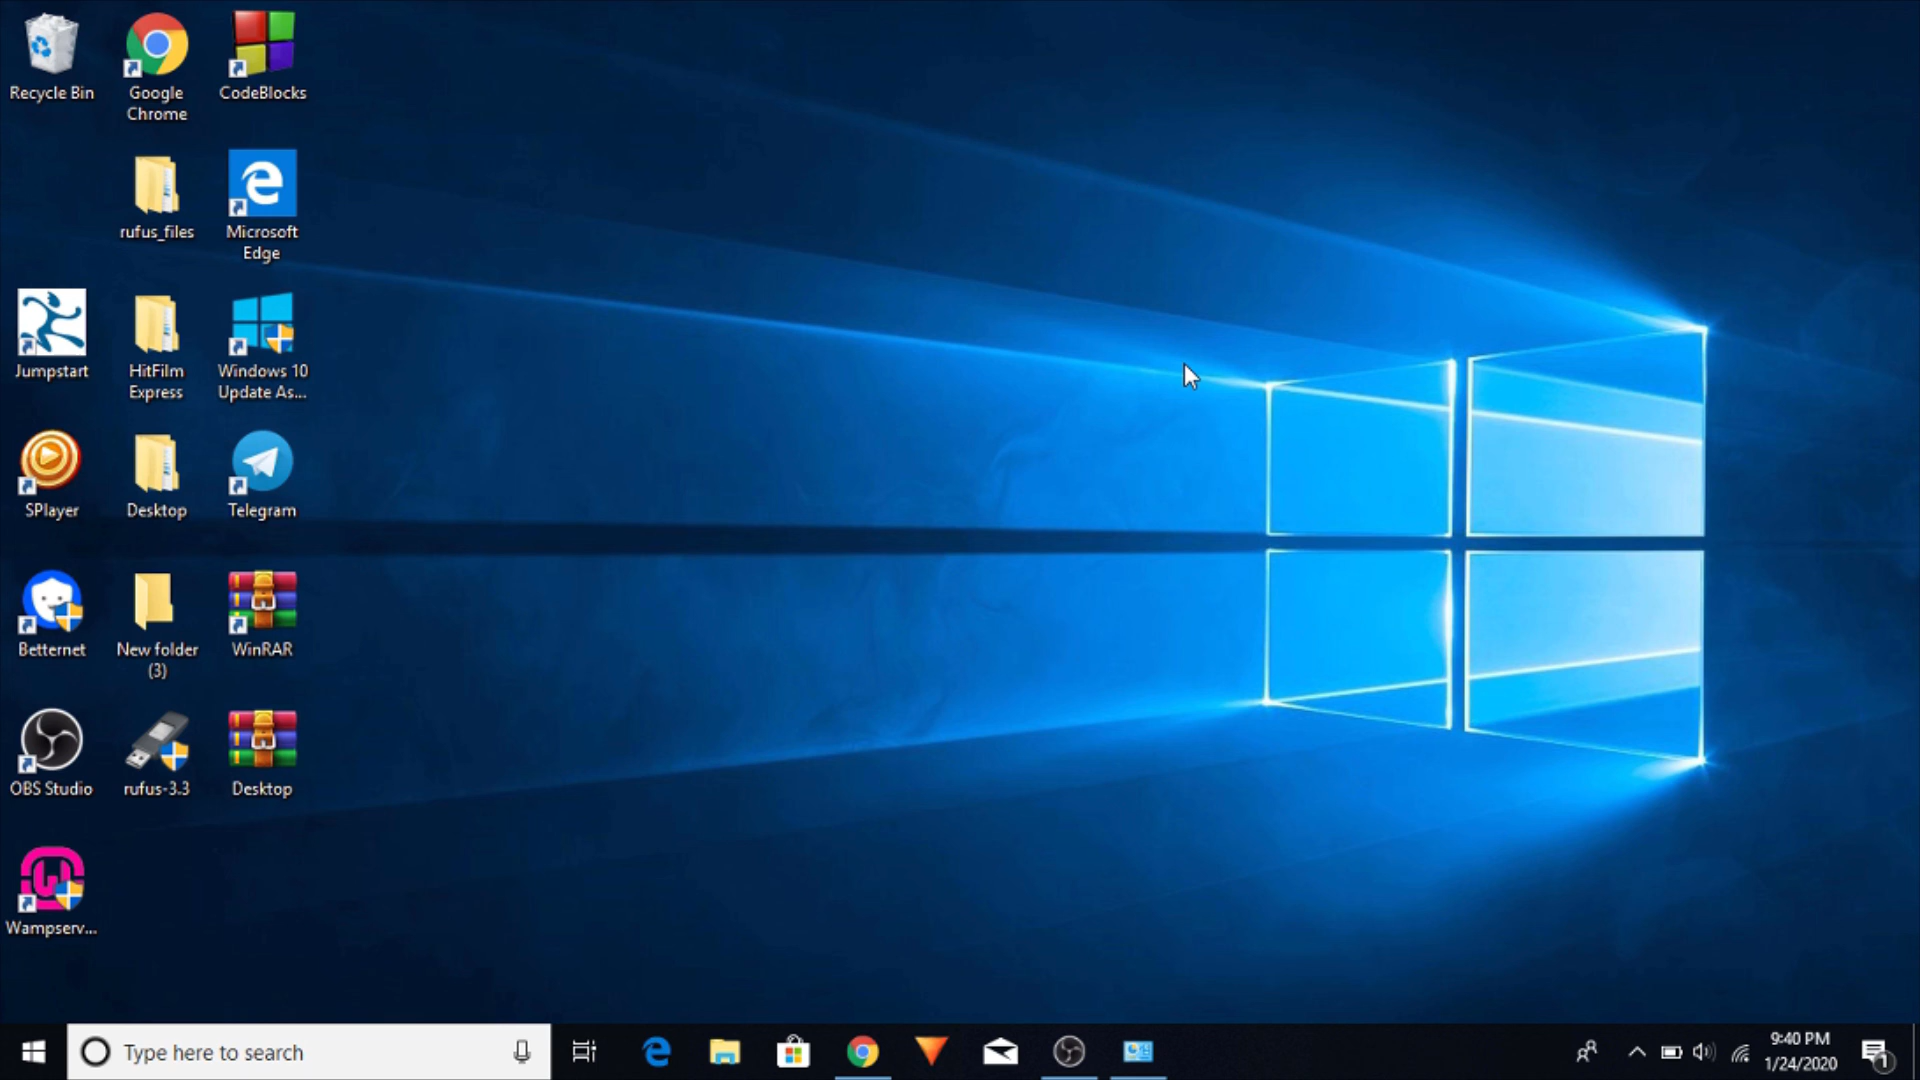 Recycle Bin
Google
Chrome
CodeBlocks
rufus_files
Microsoft
Edge
Jumpstart
HitFilm
Express
Windows 10
Update As...
SPlayer
Desktop
Telegram
Betternet
New folder
(3)
WinRAR
OBS Studio
rufus-3.3
Desktop
Wampserv...
Type here to search
9:40 PM
1/24/2020
1